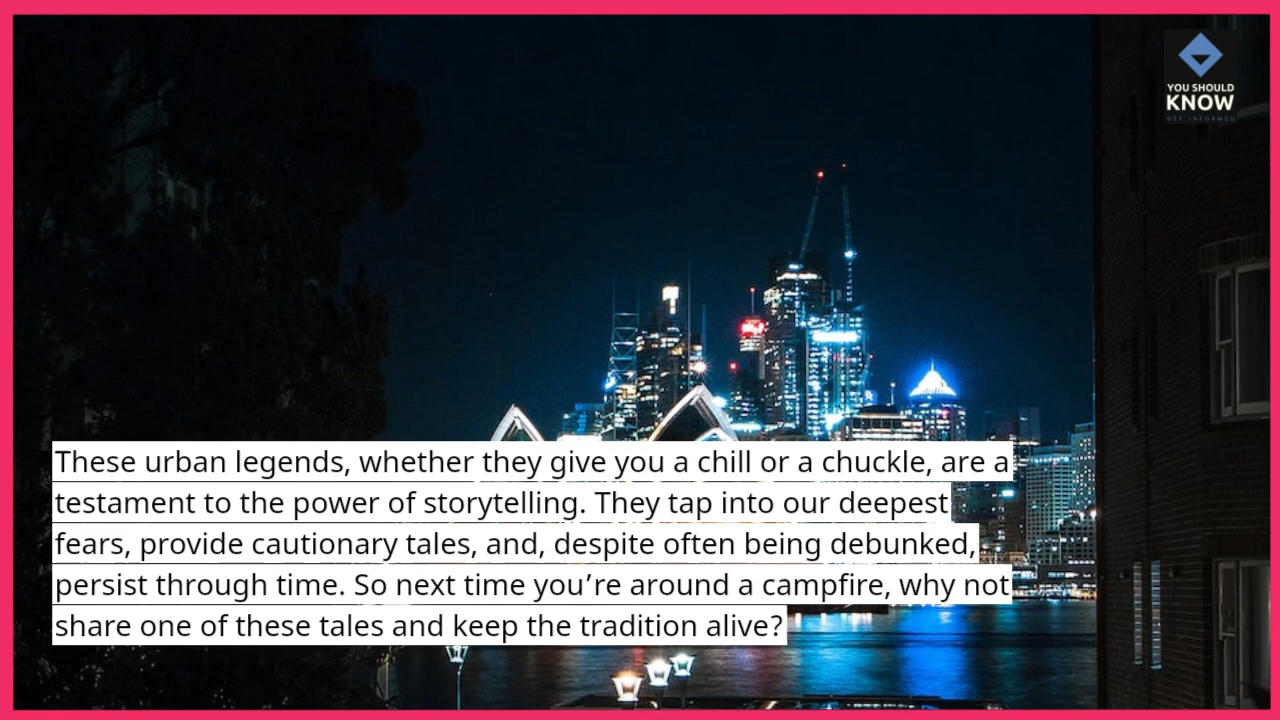 YOU SHOULD
KNOW
GET INFORMED
These urban legends, whether they give you a chill or a chuckle, are a
testament to the power of storytelling. They tap into our deepest
fears, provide cautionary tales, and, despite often being debunked,
persist through time. So next time you’re around a campfire, why not
share one of these tales and keep the tradition alive?